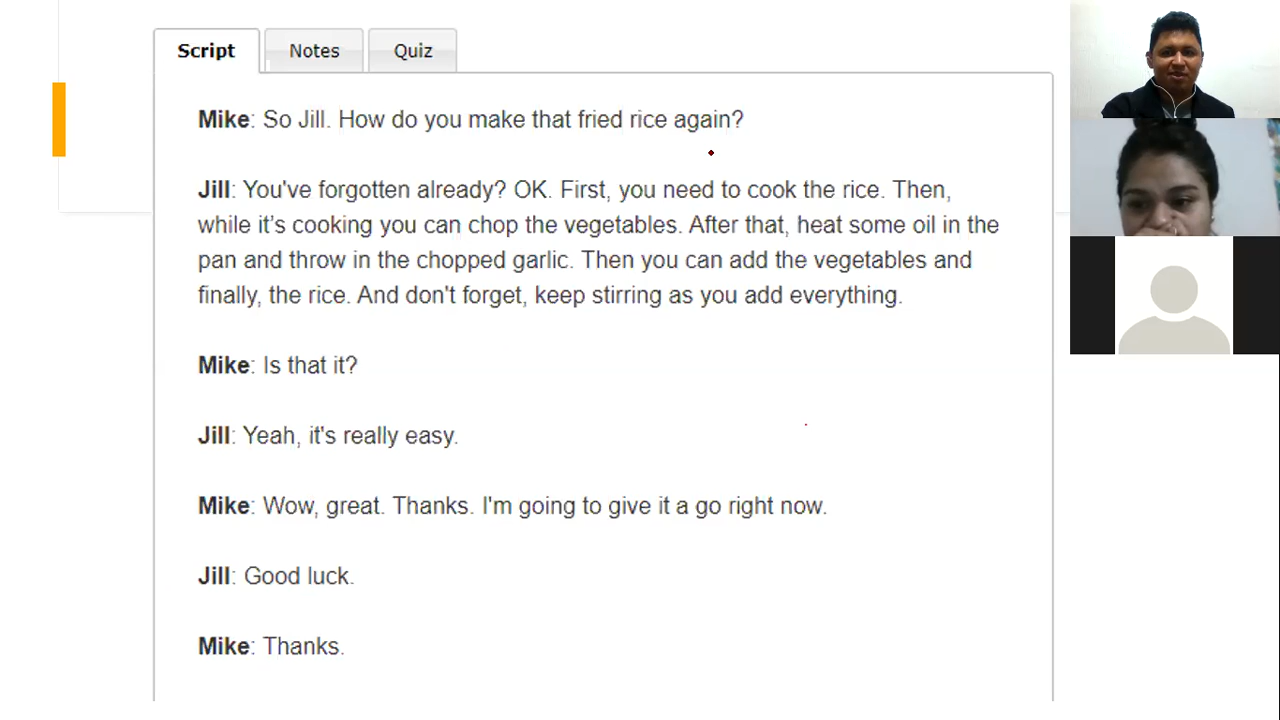 Script Notes Quiz
Mike: So Jill. How do you make that fried rice again?
Jill: You've forgotten already? OK. First, you need to cook the rice. Then,
while it's cooking you can chop the vegetables. After that, heat some oil in the
pan and throw in the chopped garlic. Then you can add the vegetables and
finally, the rice. And don't forget, keep stirring as you add everything.
Mike: Is that it?
Jill: Yeah, it's really easy.
Mike: Wow, great. Thanks. I'm going to give it a go right now.
Jill: Good luck.
Mike: Thanks.